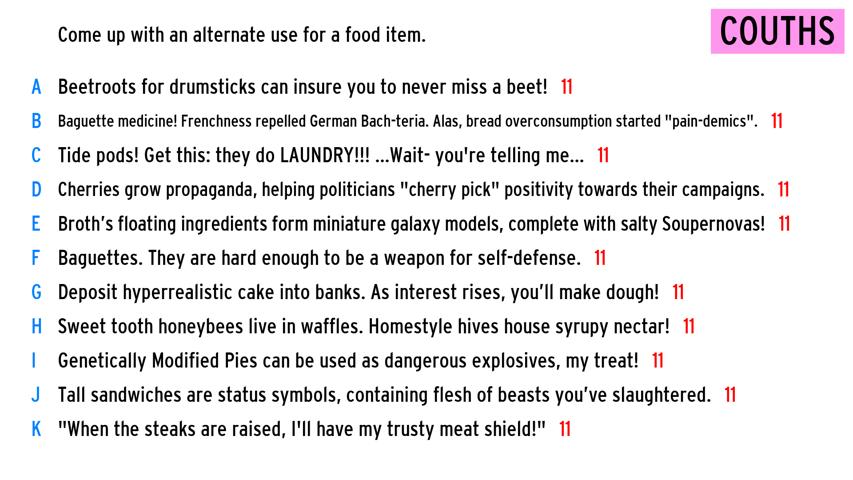 Come up with an alternate use for a food item.
COUTHS
A Beetroots for drumsticks can insure you to never miss a beet! 11
B Baguette medicine! Frenchness repelled German Bach-teria. Alas, bread overconsumption started "pain-demics". 11
C Tide pods! Get this: they do LAUNDRY!!! ...Wait- you're telling me... 11
D Cherries grow propaganda, helping politicians "cherry pick" positivity towards their campaigns. 11
E Broth’s floating ingredients form miniature galaxy models, complete with salty Soupernovas! 11
F Baguettes. They are hard enough to be a weapon for self-defense. 11
G Deposit hyperrealistic cake into banks. As interest rises, you’ll make dough! 11
H Sweet tooth honeybees live in waffles. Homestyle hives house syrupy nectar! 11
I Genetically Modified Pies can be used as dangerous explosives, my treat! 11
J Tall sandwiches are status symbols, containing flesh of beasts you’ve slaughtered. 11
K "When the steaks are raised, I'll have my trusty meat shield!" 11